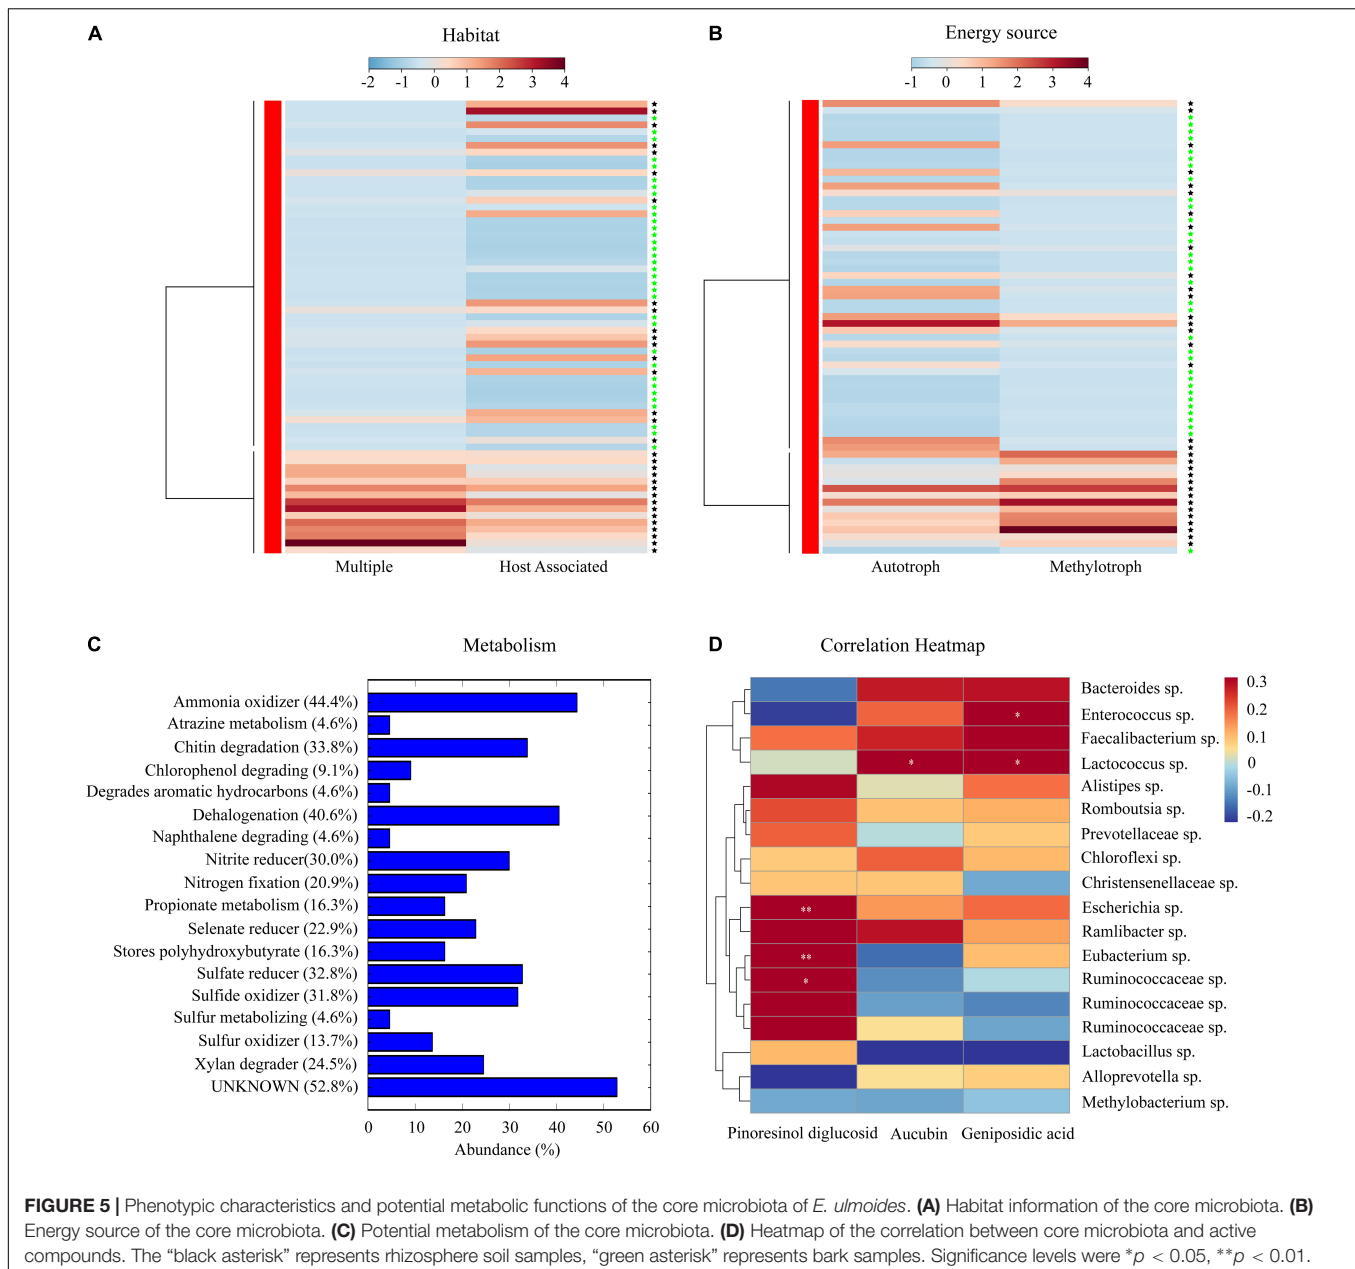 A
Habitat
-2 -1 0 1 2 3 4
Multiple
Host Associated
B
Energy source
-1 0 1 2 3 4
Autotroph
Methylotroph
C
Metabolism
Ammonia oxidizer (44.4%)
Atrazine metabolism (4.6%)
Chitin degradation (33.8%)
Chlorophenol degrading (9.1%)
Degrades aromatic hydrocarbons (4.6%)
Dehalogenation (40.6%)
Naphthalene degrading (4.6%)
Nitrite reducer(30.0%)
Nitrogen fixation (20.9%)
Propionate metabolism (16.3%)
Selenate reducer (22.9%)
Stores polyhydroxybutyrate (16.3%)
Sulfate reducer (32.8%)
Sulfide oxidizer (31.8%)
Sulfur metabolizing (4.6%)
Sulfur oxidizer (13.7%)
Xylan degrader (24.5%)
UNKNOWN (52.8%)
0 10 20 30 40 50 60
Abundance (%)
D
Correlation Heatmap
Bacteroides sp.
Enterococcus sp.
Faecalibacterium sp.
Lactococcus sp.
Alistipes sp.
Romboutsia sp.
Prevotellaceae sp.
Chloroflexi sp.
Christensenellaceae sp.
Escherichia sp.
Ramlibacter sp.
Eubacterium sp.
Ruminococcaceae sp.
Ruminococcaceae sp.
Ruminococcaceae sp.
Lactobacillus sp.
Alloprevotella sp.
Methylobacterium sp.
0.3
0.2
0.1
0
-0.1
-0.2
*
* *
**
**
*
Pinoresinol diglucosid Aucubin Geniposidic acid
FIGURE 5 | Phenotypic characteristics and potential metabolic functions of the core microbiota of E. ulmoides. (A) Habitat information of the core microbiota. (B)
Energy source of the core microbiota. (C) Potential metabolism of the core microbiota. (D) Heatmap of the correlation between core microbiota and active
compounds. The “black asterisk” represents rhizosphere soil samples, “green asterisk” represents bark samples. Significance levels were *p < 0.05, **p < 0.01.